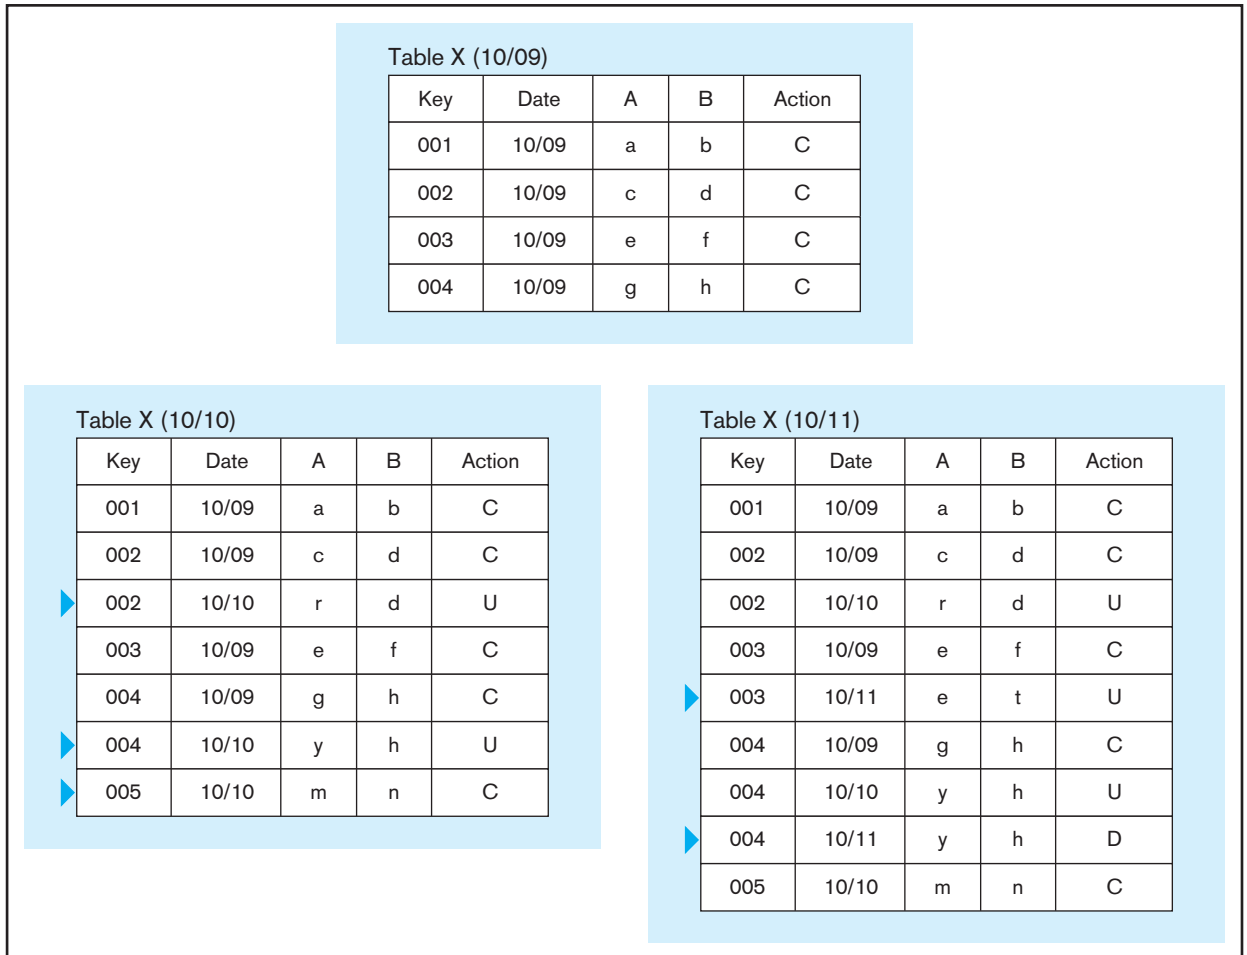 Table X (10/09)
Key Date A B Action
001 10/09 a b C
002 10/09 c d C
003 10/09 e f C
004 10/09 g h C
Table X (10/10)
Key Date A B Action
001 10/09 a b C
002 10/09 c d C
002 10/10 r d U
003 10/09 e f C
004 10/09 g h C
004 10/10 y h U
005 10/10 m n C
Table X (10/11)
Key Date A B Action
001 10/09 a b C
002 10/09 c d C
002 10/10 r d U
003 10/09 e f C
003 10/11 e t U
004 10/09 g h C
004 10/10 y h U
004 10/11 y h D
005 10/10 m n C